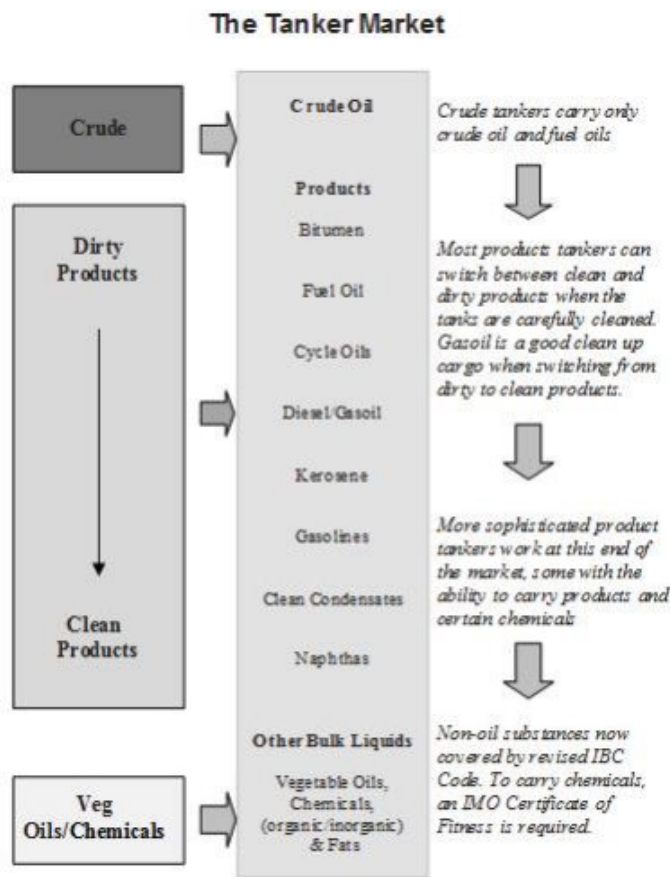 The Tanker Market
Crude
Dirty
Products
Clean
Products
Veg
Oils/Chemicals
Crude Oil
Products
Bitumen
Fuel Oil
Cycle Oils
Diesel/Gasoil
Kerosene
Gasolines
Clean Condensates
Naphthas
Other Bulk Liquids
Vegetable Oils,
Chemicals,
(organic/inorganic)
& Fats
Crude tankers carry only
crude oil and fuel oils
Most products tankers can
switch between clean and
dirty products when the
tanks are carefully cleaned.
Gasoil is a good clean up
cargo when switching from
dirty to clean products.
More sophisticated product
tankers work at this end of
the market, some with the
ability to carry products and
certain chemicals
Non-oil substances now
covered by revised IBC
Code. To carry chemicals,
an IMO Certificate of
Fitness is required.